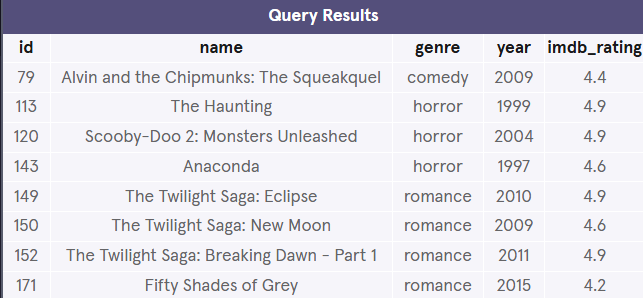 Query Results
id name genre year imdb_rating
79 Alvin and the Chipmunks: The Squeakquel comedy 2009 4.4
113 The Haunting horror 1999 4.9
120 Scooby-Doo 2: Monsters Unleashed horror 2004 4.9
143 Anaconda horror 1997 4.6
149 The Twilight Saga: Eclipse romance 2010 4.9
150 The Twilight Saga: New Moon romance 2009 4.6
152 The Twilight Saga: Breaking Dawn - Part 1 romance 2011 4.9
171 Fifty Shades of Grey romance 2015 4.2